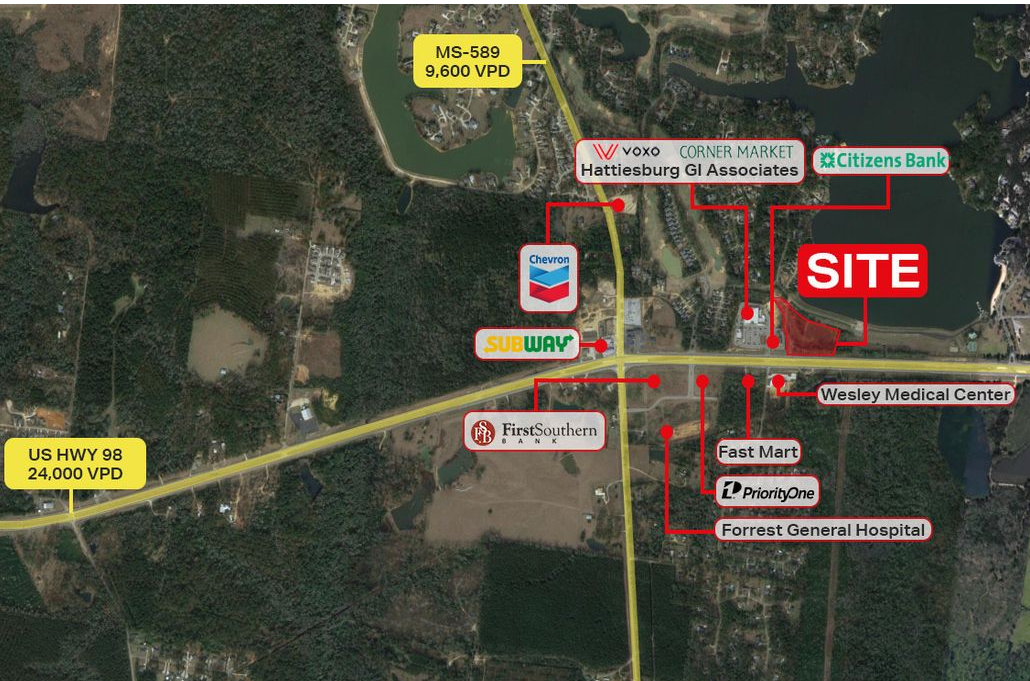 MS-589
9,600 VPD
VOXO CORNER MARKET
Hattiesburg GI Associates
Citizens Bank
Chevron
SITE
SUBWAY
Wesley Medical Center
FSB FirstSouthern
BANK
Fast Mart
US HWY 98
24,000 VPD
PriorityOne
Forrest General Hospital